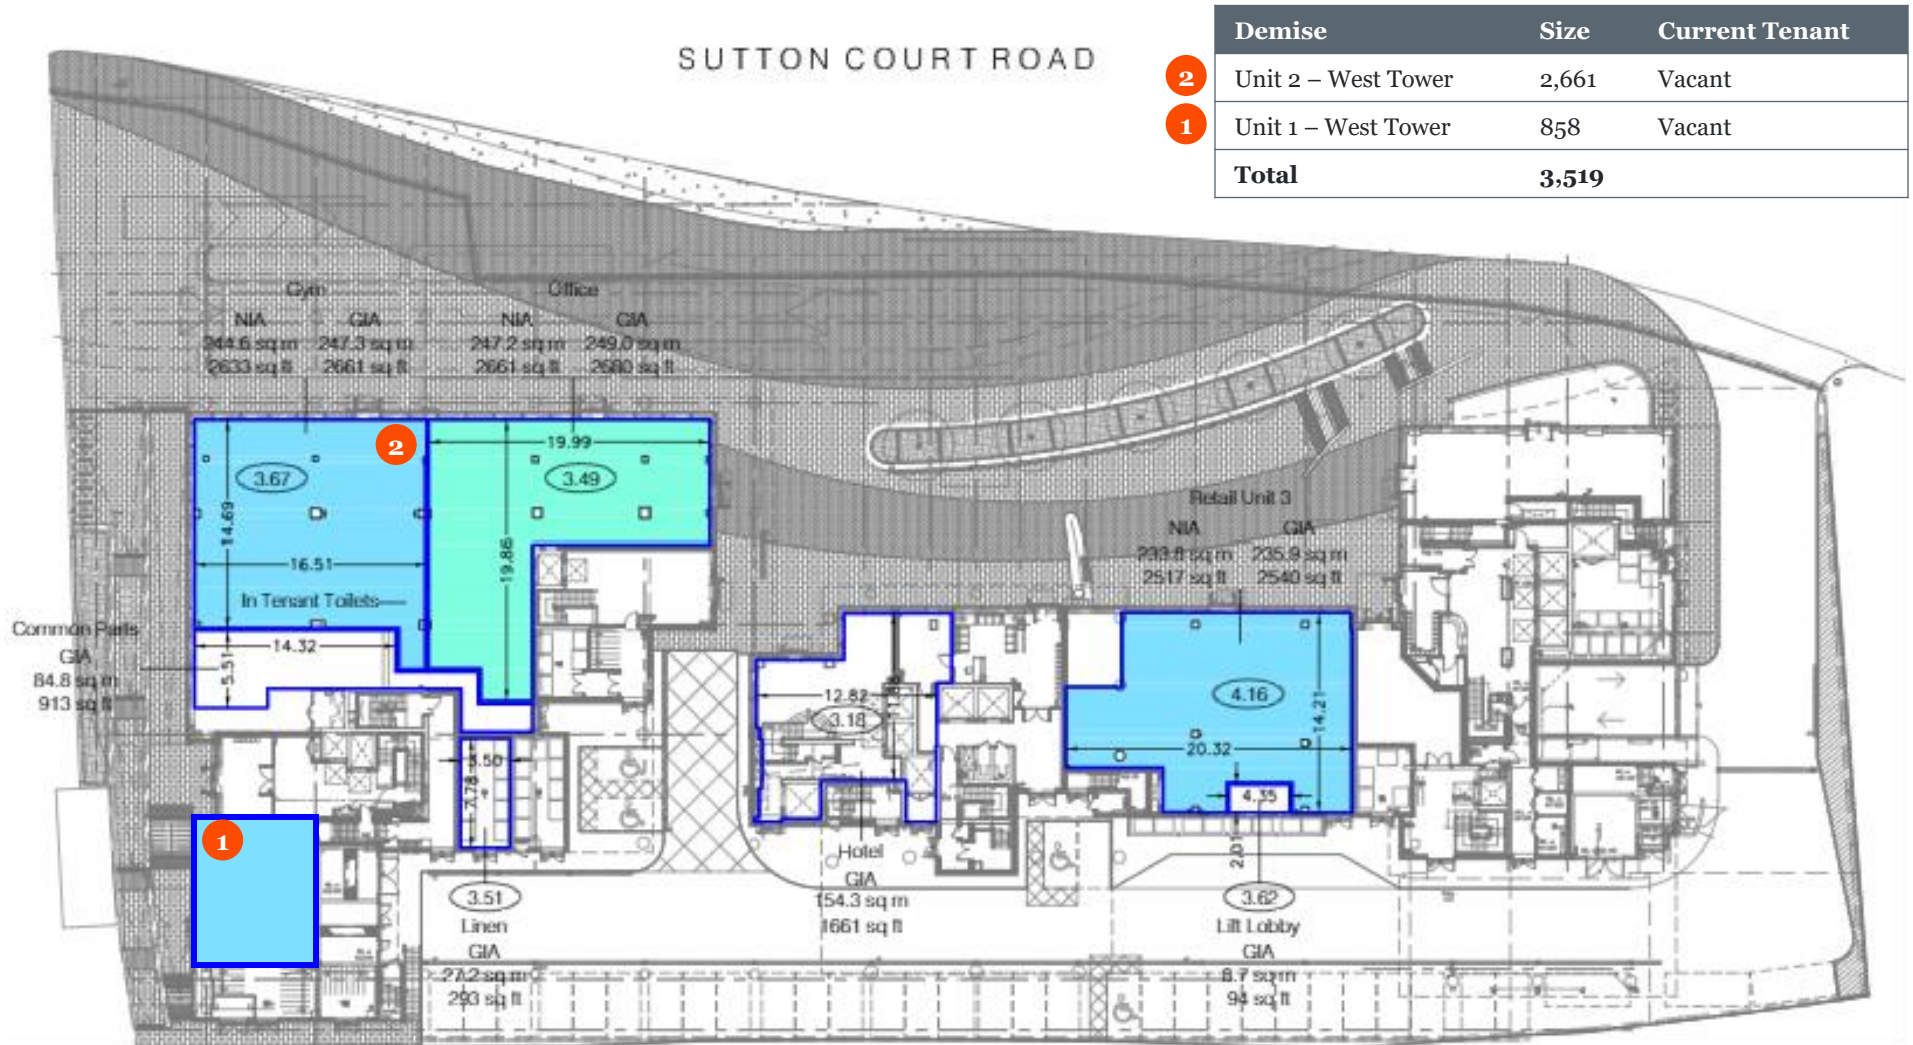 SUTTON COURT ROAD
Demise Size Current Tenant
2 Unit 2 – West Tower 2,661 Vacant
1 Unit 1 – West Tower 858 Vacant
Total 3,519
Gym Office
NIA GIA NIA GIA
244.6 sq m 247.3 sq m 247.2 sq m 249.0 sq m
2633 sq ft 2661 sq ft 2661 sq ft 2680 sq ft
2
19.99
3.67
3.49
14.69
19.86
16.51
In Tenant Toilets
Retail Unit 3
NIA GIA
233.8 sq m 235.9 sq m
2517 sq ft 2540 sq ft
Common Parts
GIA
84.8 sq m
913 sq ft
14.32
5.51
12.82
3.18
4.16
14.21
20.32
3.50
7.78
4.35
2.01
1
Hotel
GIA
154.3 sq m
1661 sq ft
3.51
Linen
GIA
27.2 sq m
293 sq ft
3.62
Lift Lobby
GIA
8.7 sq m
94 sq ft